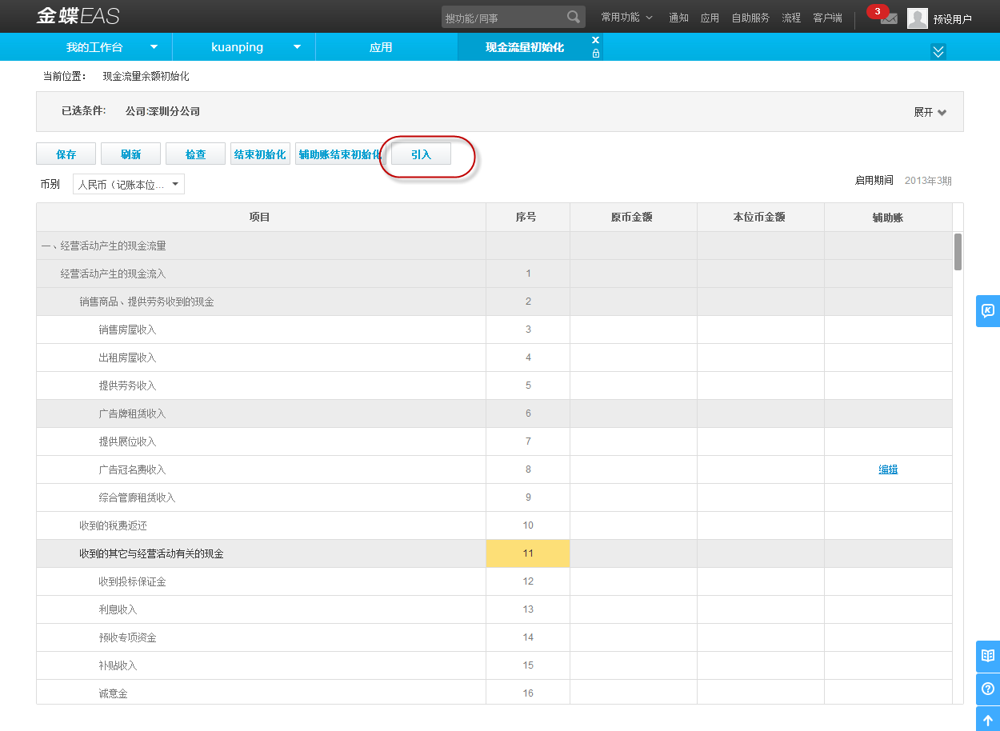 金蝶EAS 搜功能/同事 常用功能 通知 应用 自助服务 流程 客户端 3 预设用户
我的工作台 kuanping 应用 现金流量初始化
当前位置： 现金流量余额初始化
已选条件: 公司:深圳分公司 展开
保存 刷新 检查 结束初始化 辅助账结束初始化 引入
币别 人民币（记账本位... 启用期间 2013年3期
项目 序号 原币金额 本位币金额 辅助账
一、经营活动产生的现金流量
经营活动产生的现金流入 1
销售商品、提供劳务收到的现金 2
销售房屋收入 3
出租房屋收入 4
提供劳务收入 5
广告牌租赁收入 6
提供展位收入 7
广告冠名费收入 8 编辑
综合管廊租赁收入 9
收到的税费返还 10
收到的其它与经营活动有关的现金 11
收到投标保证金 12
利息收入 13
预收专项资金 14
补贴收入 15
诚意金 16